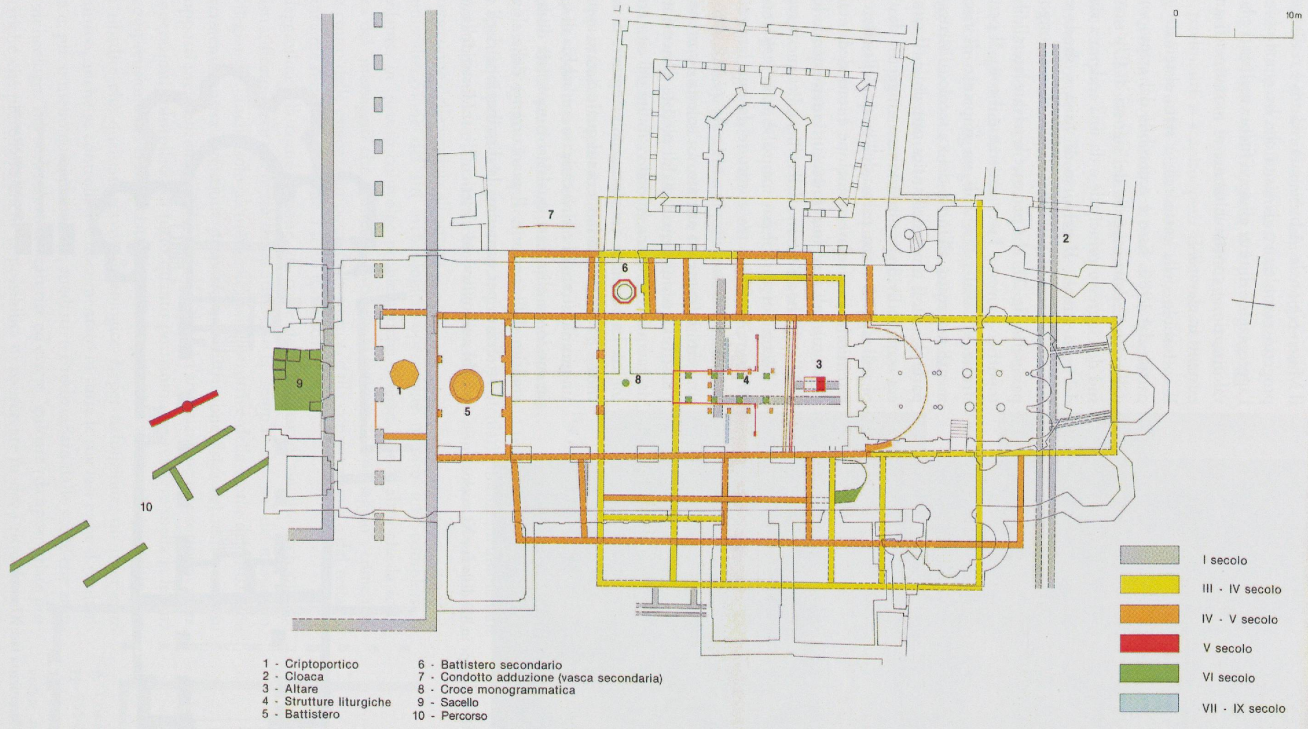 0 10m
7
2
6
9
1
5
8
4
3
10
I secolo
III - IV secolo
IV - V secolo
V secolo
VI secolo
VII - IX secolo
1 - Criptoportico
2 - Cloaca
3 - Altare
4 - Strutture liturgiche
5 - Battistero
6 - Battistero secondario
7 - Condotto adduzione (vasca secondaria)
8 - Croce monogrammatica
9 - Sacello
10 - Percorso